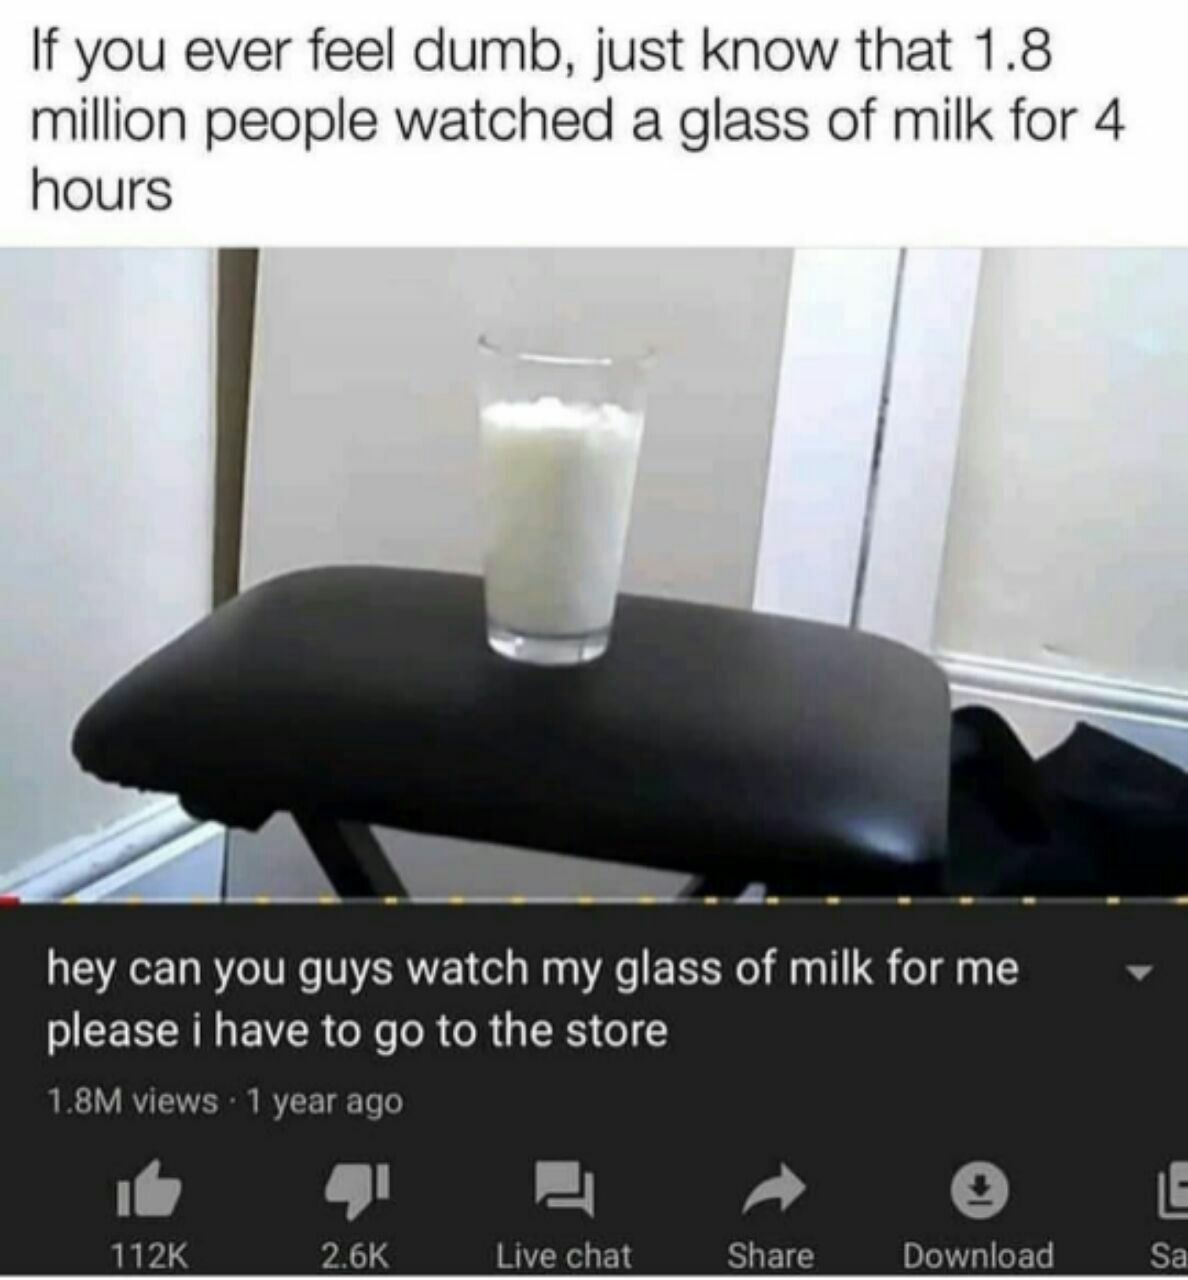 If you ever feel dumb, just know that 1.8
million people watched a glass of milk for 4
hours
hey can you guys watch my glass of milk for me
please i have to go to the store
1.8M views · 1 year ago
112K 2.6K Live chat Share Download Sa